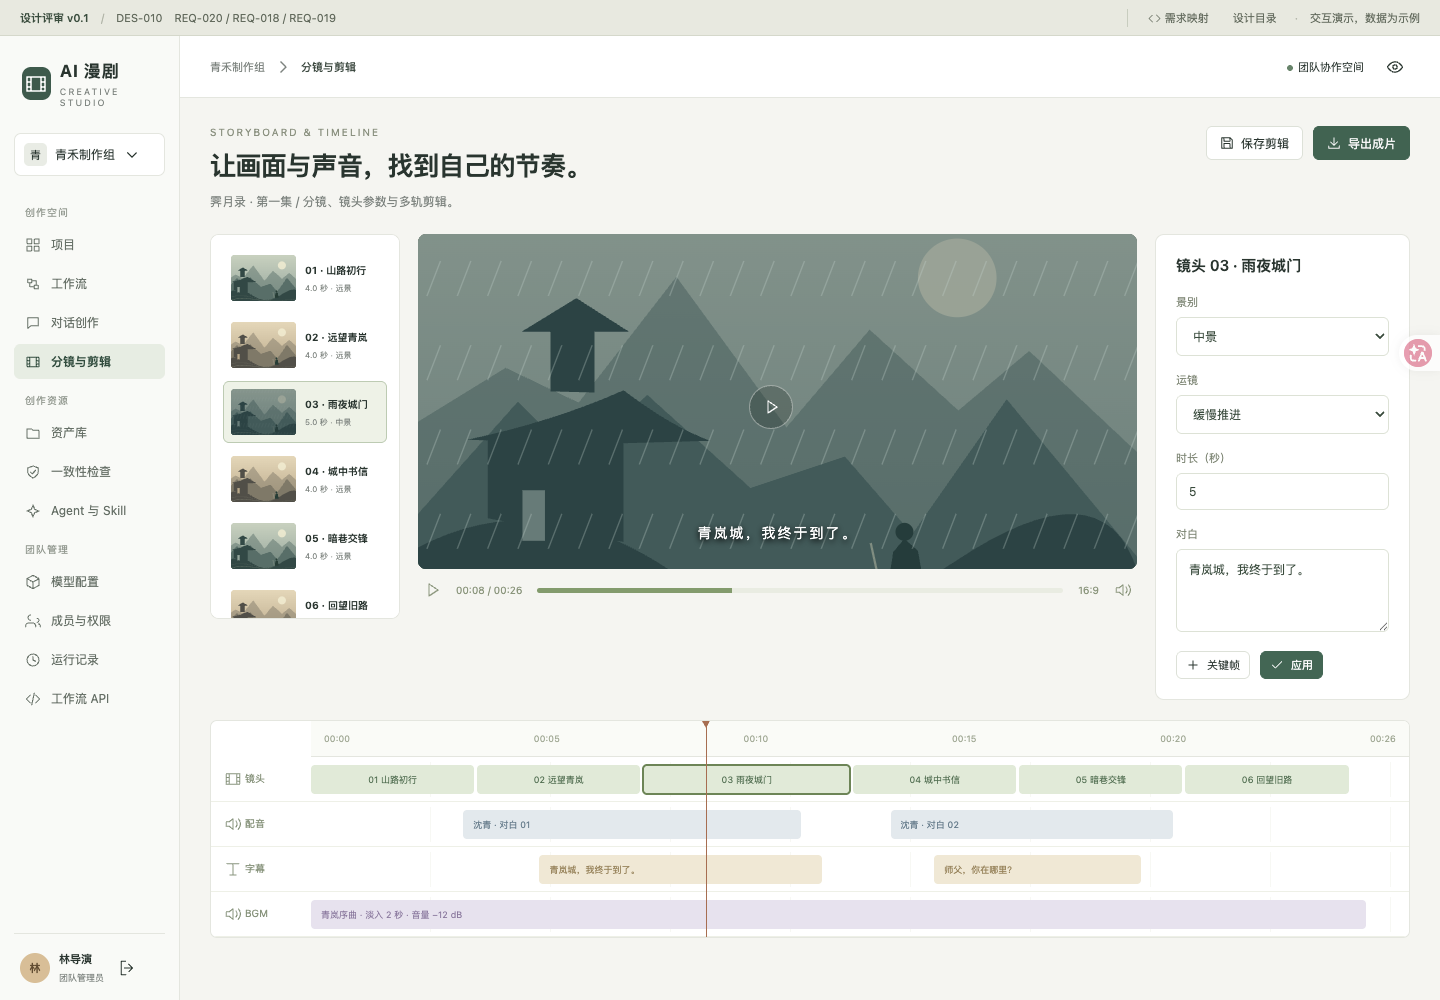 设计评审 v0.1 / DES-010 REQ-020 / REQ-018 / REQ-019
需求映射 设计目录 · 交互演示，数据为示例
AI 漫剧
CREATIVE
STUDIO
青 青禾制作组
创作空间
项目
工作流
对话创作
分镜与剪辑
创作资源
资产库
一致性检查
Agent 与 Skill
团队管理
模型配置
成员与权限
运行记录
工作流 API
林 林导演
团队管理员
青禾制作组 分镜与剪辑
团队协作空间
STORYBOARD & TIMELINE
让画面与声音，找到自己的节奏。
霁月录 · 第一集 / 分镜、镜头参数与多轨剪辑。
保存剪辑
导出成片
01 · 山路初行
4.0 秒 · 远景
02 · 远望青岚
4.0 秒 · 远景
03 · 雨夜城门
5.0 秒 · 中景
04 · 城中书信
4.0 秒 · 远景
05 · 暗巷交锋
4.0 秒 · 远景
06 · 回望旧路
青岚城，我终于到了。
00:08 / 00:26
16:9
镜头 03 · 雨夜城门
景别
中景
运镜
缓慢推进
时长（秒）
5
对白
青岚城，我终于到了。
关键帧
应用
00:00 00:05 00:10 00:15 00:20 00:26
镜头 01 山路初行 02 远望青岚 03 雨夜城门 04 城中书信 05 暗巷交锋 06 回望旧路
配音 沈青 · 对白 01 沈青 · 对白 02
字幕 青岚城，我终于到了。 师父，你在哪里？
BGM 青岚序曲 · 淡入 2 秒 · 音量 −12 dB